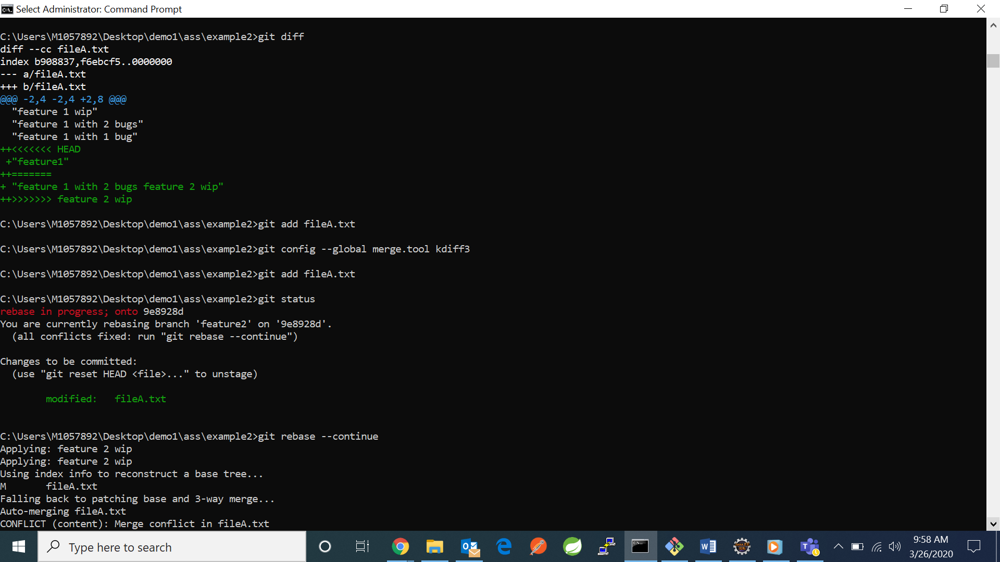 Select Administrator: Command Prompt
C:\Users\M1057892\Desktop\demo1\ass\example2>git diff
diff --cc fileA.txt
index b908837,f6ebcf5..0000000
--- a/fileA.txt
+++ b/fileA.txt
@@@ -2,4 -2,4 +2,8 @@@
  "feature 1 wip"
  "feature 1 with 2 bugs"
  "feature 1 with 1 bug"
++<<<<<<< HEAD
 +"feature1"
++=======
+ "feature 1 with 2 bugs feature 2 wip"
++>>>>>>> feature 2 wip
C:\Users\M1057892\Desktop\demo1\ass\example2>git add fileA.txt
C:\Users\M1057892\Desktop\demo1\ass\example2>git config --global merge.tool kdiff3
C:\Users\M1057892\Desktop\demo1\ass\example2>git add fileA.txt
C:\Users\M1057892\Desktop\demo1\ass\example2>git status
rebase in progress; onto 9e8928d
You are currently rebasing branch 'feature2' on '9e8928d'.
  (all conflicts fixed: run "git rebase --continue")
Changes to be committed:
  (use "git reset HEAD <file>..." to unstage)
        modified:   fileA.txt
C:\Users\M1057892\Desktop\demo1\ass\example2>git rebase --continue
Applying: feature 2 wip
Applying: feature 2 wip
Using index info to reconstruct a base tree...
M       fileA.txt
Falling back to patching base and 3-way merge...
Auto-merging fileA.txt
CONFLICT (content): Merge conflict in fileA.txt
Type here to search
9:58 AM
3/26/2020